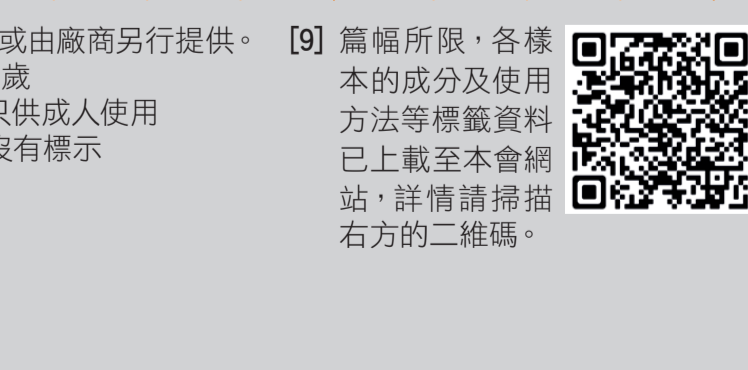 或由廠商另行提供。
歲
只供成人使用
沒有標示
[9] 篇幅所限，各樣
本的成分及使用
方法等標籤資料
已上載至本會網
站，詳情請掃描
右方的二維碼。